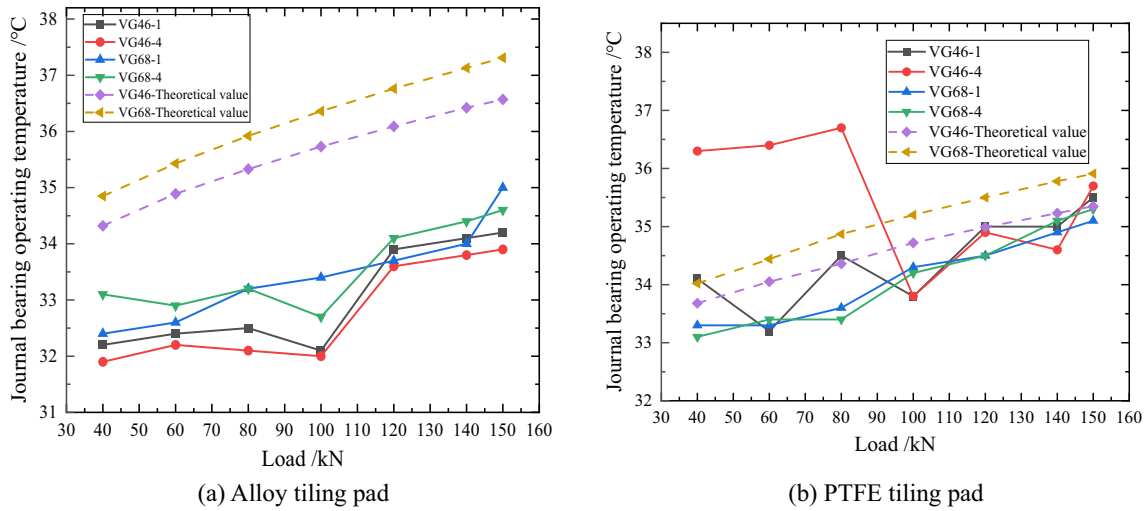 Journal bearing operating temperature /°C
38
37
36
35
34
33
32
31
VG46-1
VG46-4
VG68-1
VG68-4
VG46-Theoretical value
VG68-Theoretical value
30 40 50 60 70 80 90 100 110 120 130 140 150 160
Load /kN
(a) Alloy tiling pad
Journal bearing operating temperature /°C
38
37
36
35
34
33
32
VG46-1
VG46-4
VG68-1
VG68-4
VG46-Theoretical value
VG68-Theoretical value
30 40 50 60 70 80 90 100 110 120 130 140 150 160
Load /kN
(b) PTFE tiling pad